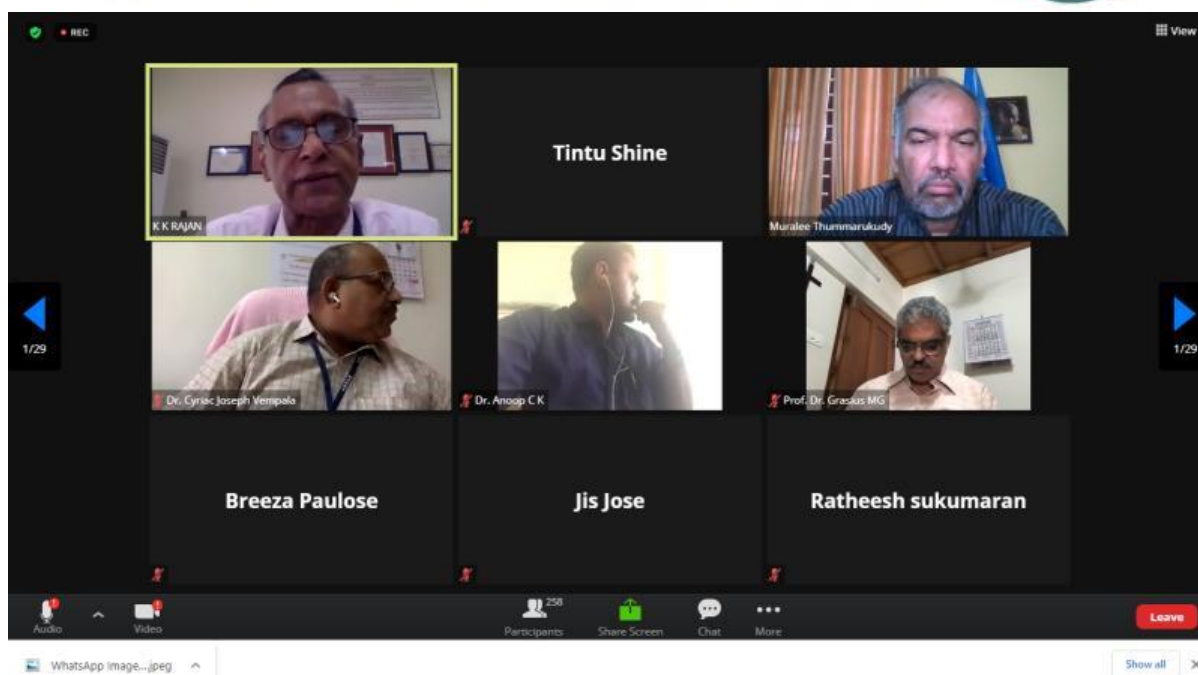 REC
View
K K RAJAN
Tintu Shine
Muralee Thummarukudy
Dr. Cyriac Joseph Vempala
Dr. Anoop C K
Prof. Dr. Grasius MG
1/29
1/29
Breeza Paulose
Jis Jose
Ratheesh sukumaran
Audio
Video
258
Participants
Share Screen
Chat
More
Leave
WhatsApp Image...jpeg
Show all